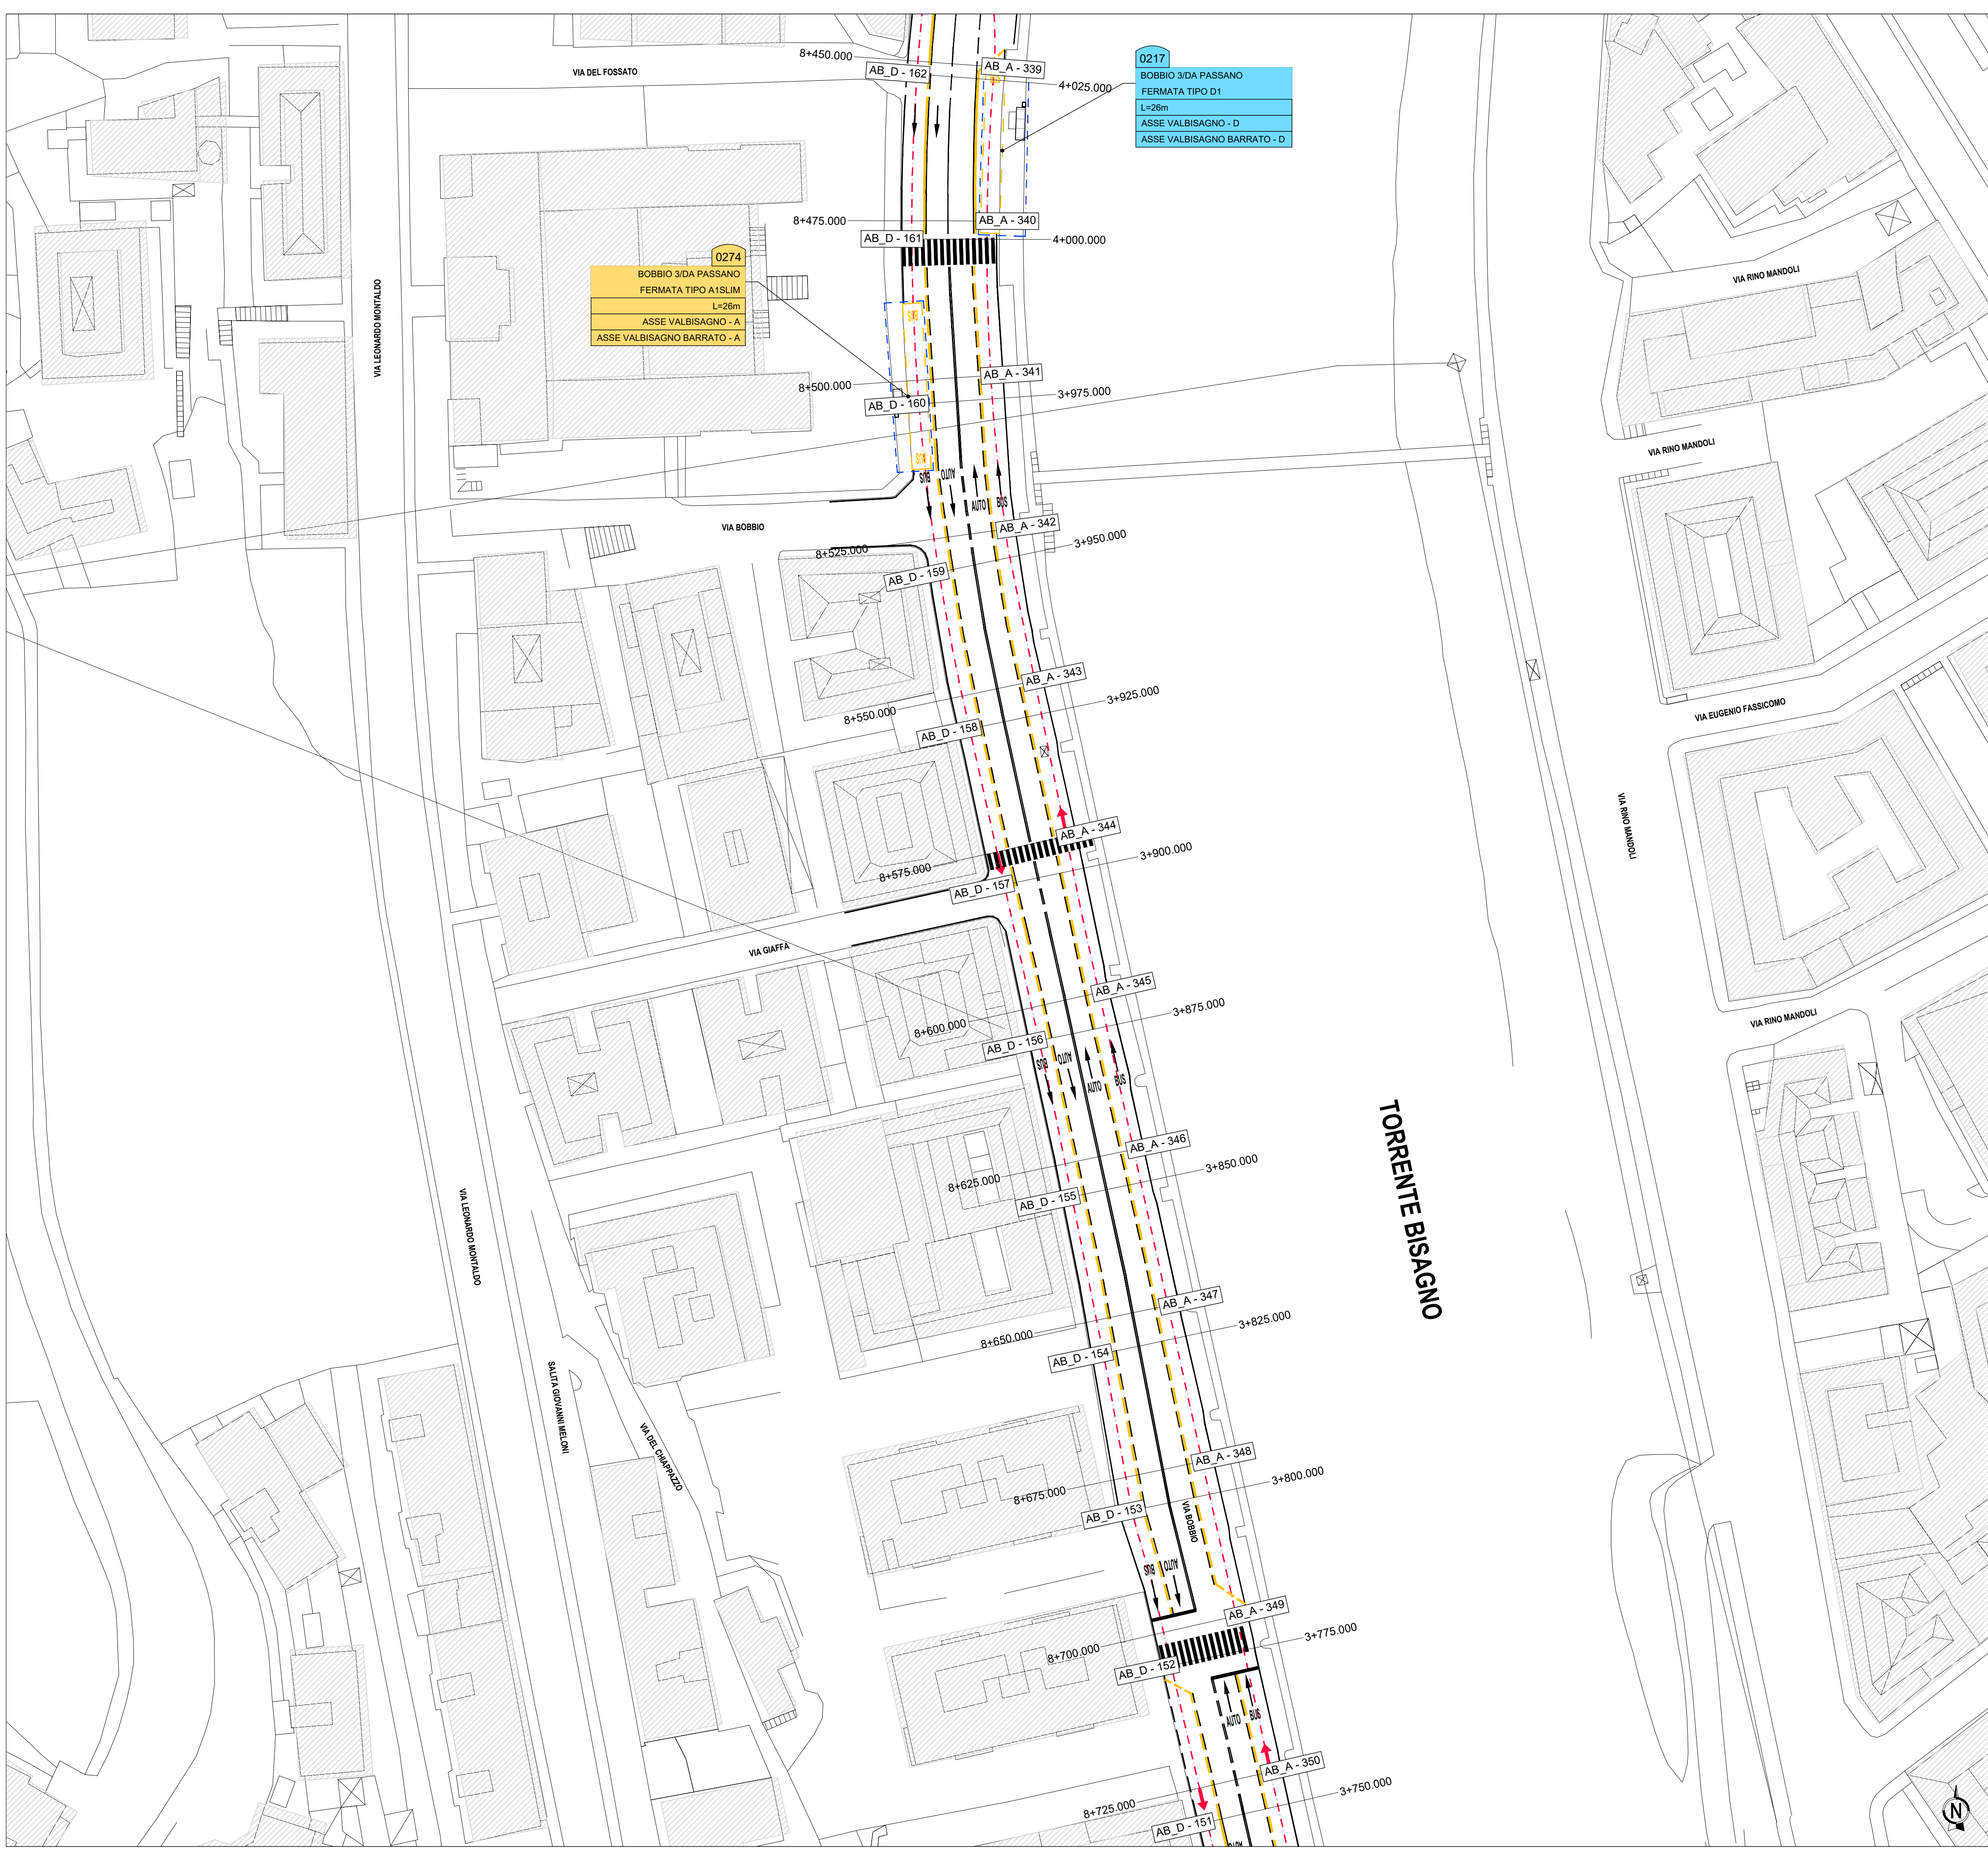 VIA DEL FOSSATO
8+450.000
AB_D - 162
AB_A - 339
4+025.000
0217
BOBBIO 3/DA PASSANO
FERMATA TIPO D1
L=26m
ASSE VALBISAGNO - D
ASSE VALBISAGNO BARRATO - D
8+475.000
AB_A - 340
AB_D - 161
4+000.000
0274
BOBBIO 3/DA PASSANO
FERMATA TIPO A1SLIM
L=26m
ASSE VALBISAGNO - A
ASSE VALBISAGNO BARRATO - A
VIA LEONARDO MONTALDO
VIA RINO MANDOLI
BUS
AB_A - 341
8+500.000
3+975.000
AB_D - 160
VIA RINO MANDOLI
BUS
BUS
AUTO
AUTO
BUS
VIA BOBBIO
AB_A - 342
8+525.000
3+950.000
AB_D - 159
AB_A - 343
8+550.000
3+925.000
AB_D - 158
VIA EUGENIO FASSICOMO
VIA RINO MANDOLI
AB_A - 344
8+575.000
3+900.000
AB_D - 157
VIA GIAFFA
AB_A - 345
8+600.000
3+875.000
AB_D - 156
VIA RINO MANDOLI
BUS
AUTO
AUTO
BUS
AB_A - 346
8+625.000
3+850.000
AB_D - 155
TORRENTE BISAGNO
VIA LEONARDO MONTALDO
AB_A - 347
8+650.000
3+825.000
AB_D - 154
SALITA GIOVANNI MELONI
VIA DEL CHIAPPAZZO
AB_A - 348
8+675.000
3+800.000
AB_D - 153
VIA BOBBIO
BUS
AUTO
AB_A - 349
8+700.000
3+775.000
AB_D - 152
AUTO
BUS
AB_A - 350
8+725.000
3+750.000
AB_D - 151
N